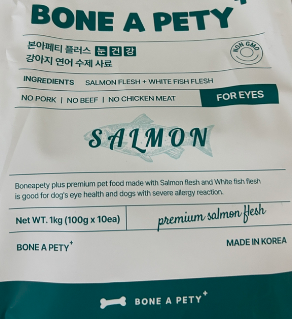 BONE A PETY+
본아페티 플러스 눈건강
강아지 연어 수제 사료
NON GMO
INGREDIENTS SALMON FLESH + WHITE FISH FLESH
NO PORK | NO BEEF | NO CHICKEN MEAT
FOR EYES
SALMON
Boneapety plus premium pet food made with Salmon flesh and White fish flesh
is good for dog's eye health and dogs with severe allergy reaction.
Net WT. 1kg (100g x 10ea)
premium salmon flesh
BONE A PETY+
MADE IN KOREA
BONE A PETY+